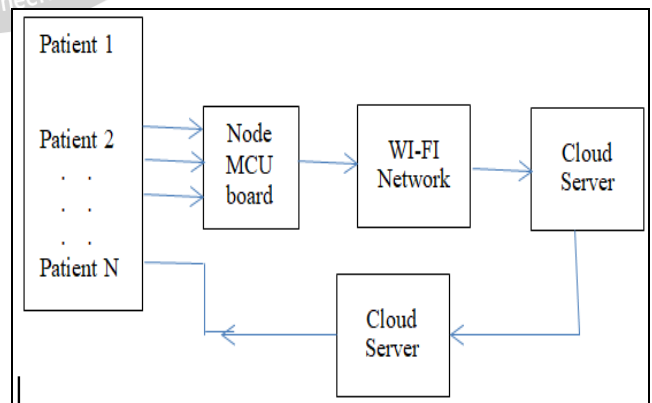 Patient 1
Patient 2
. .
. .
. .
Patient N
Node
MCU
board
WI-FI
Network
Cloud
Server
Cloud
Server